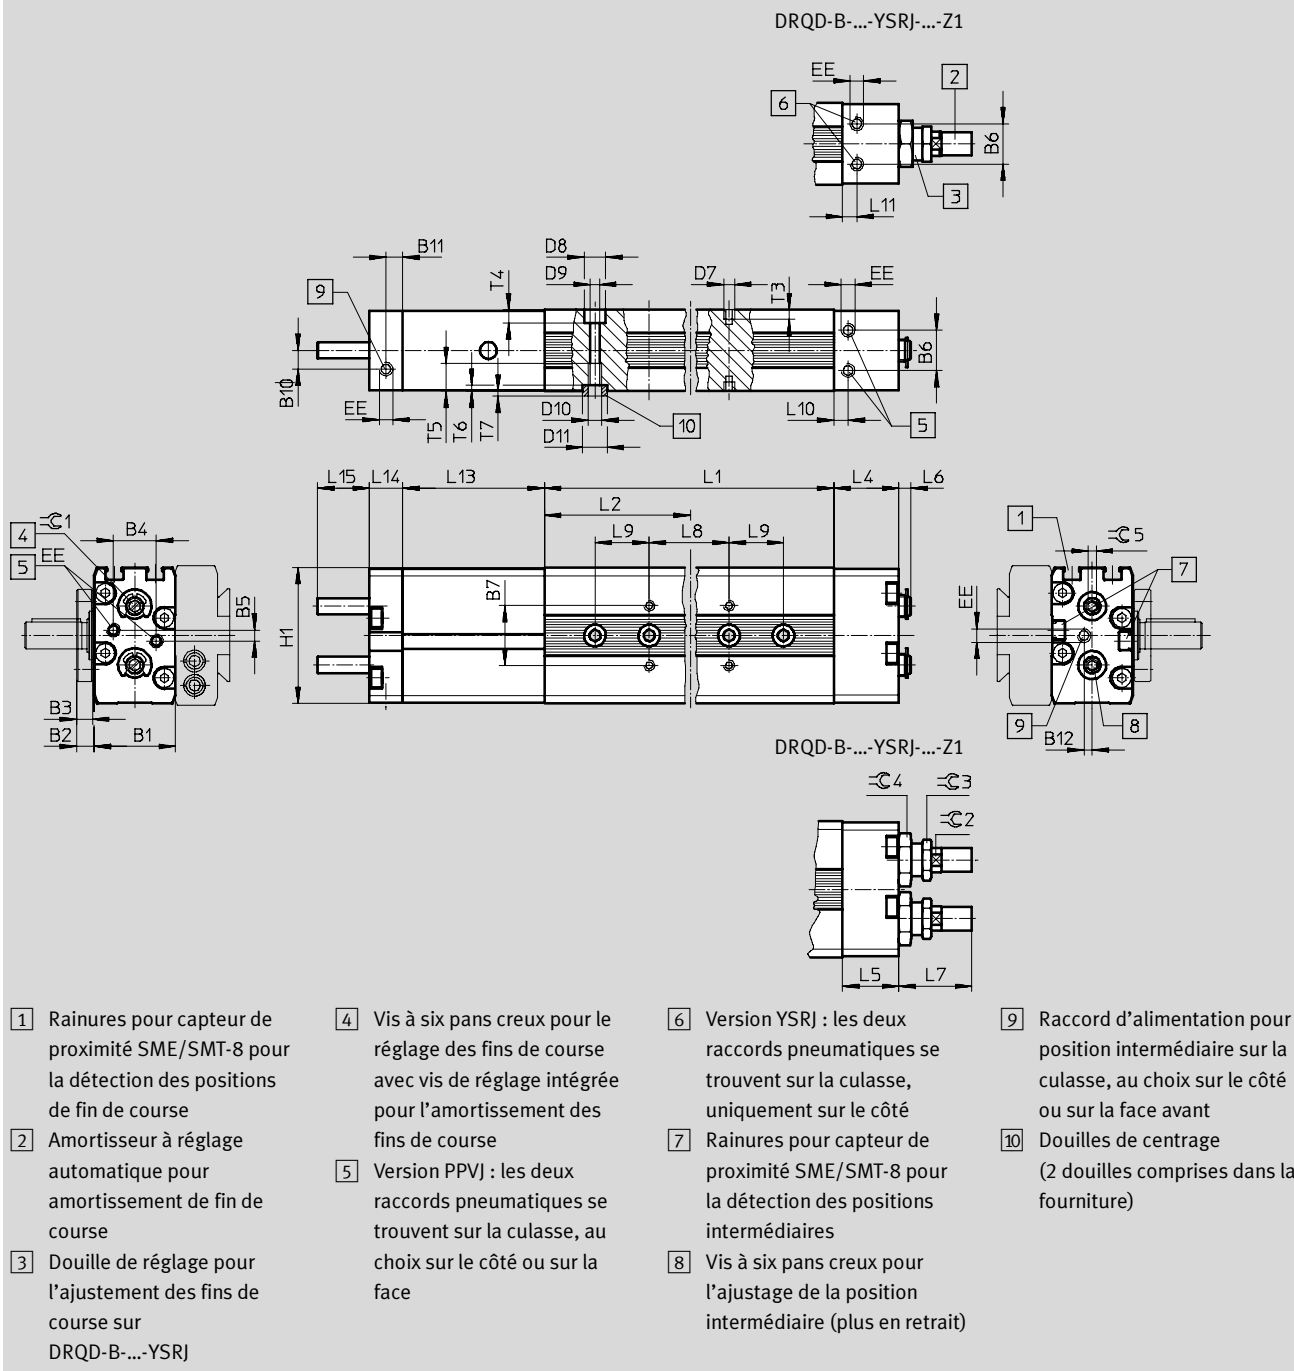 DRQD-B-...-YSRJ-...-Z1
EE
2
6
B6
3
L11
B11
D8
D9
T4
D7
T3
EE
9
B10
B6
EE
T5
T6
T7
D10
D11
10
L10
5
L15
L14
L13
L1
L4
L6
L2
L9
L8
L9
4
1
B4
5
EE
B5
B7
H1
B3
B2
B1
1
5
7
EE
9
B12
8
DRQD-B-...-YSRJ-...-Z1
4
3
2
L5
L7
1 Rainures pour capteur de
proximité SME/SMT-8 pour
la détection des positions
de fin de course
2 Amortisseur à réglage
automatique pour
amortissement de fin de
course
3 Douille de réglage pour
l’ajustement des fins de
course sur
DRQD-B-...-YSRJ
4 Vis à six pans creux pour le
réglage des fins de course
avec vis de réglage intégrée
pour l’amortissement des
fins de course
5 Version PPVJ : les deux
raccords pneumatiques se
trouvent sur la culasse, au
choix sur le côté ou sur la
face
6 Version YSRJ : les deux
raccords pneumatiques se
trouvent sur la culasse,
uniquement sur le côté
7 Rainures pour capteur de
proximité SME/SMT-8 pour
la détection des positions
intermédiaires
8 Vis à six pans creux pour
l’ajustage de la position
intermédiaire (plus en retrait)
9 Raccord d’alimentation pour
position intermédiaire sur la
culasse, au choix sur le côté
ou sur la face avant
10 Douilles de centrage
(2 douilles comprises dans la
fourniture)